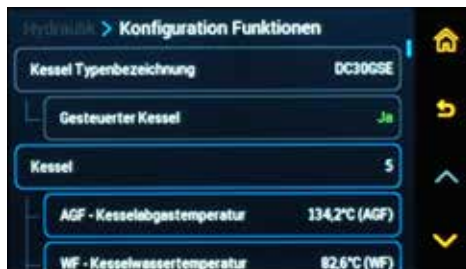 Hydraulik > Konfiguration Funktionen
Kessel Typenbezeichnung DC30GSE
Gesteuerter Kessel Ja
Kessel 5
AGF - Kesselabgastemperatur 134,2°C (AGF)
WF - Kesselwassertemperatur 82,6°C (WF)